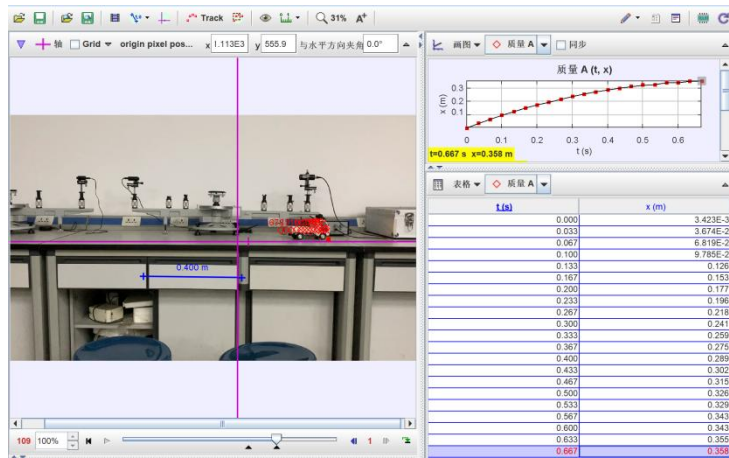 Track 31% A
轴 Grid origin pixel pos... x 1.113E3 y 555.9 与水平方向夹角 0.0°
0.400 m
109 100% 1
画图 质量 A 同步
质量 A (t, x)
x (m)
0.3
0.2
0.1
0 0.1 0.2 0.3 0.4 0.5 0.6
t (s)
t=0.667 s x=0.358 m
表格 质量 A
t (s) x (m)
0.000 3.423E-3
0.033 3.674E-2
0.067 6.819E-2
0.100 9.785E-2
0.133 0.126
0.167 0.153
0.200 0.177
0.233 0.196
0.267 0.218
0.300 0.241
0.333 0.259
0.367 0.275
0.400 0.289
0.433 0.302
0.467 0.315
0.500 0.326
0.533 0.329
0.567 0.343
0.600 0.343
0.633 0.355
0.667 0.358